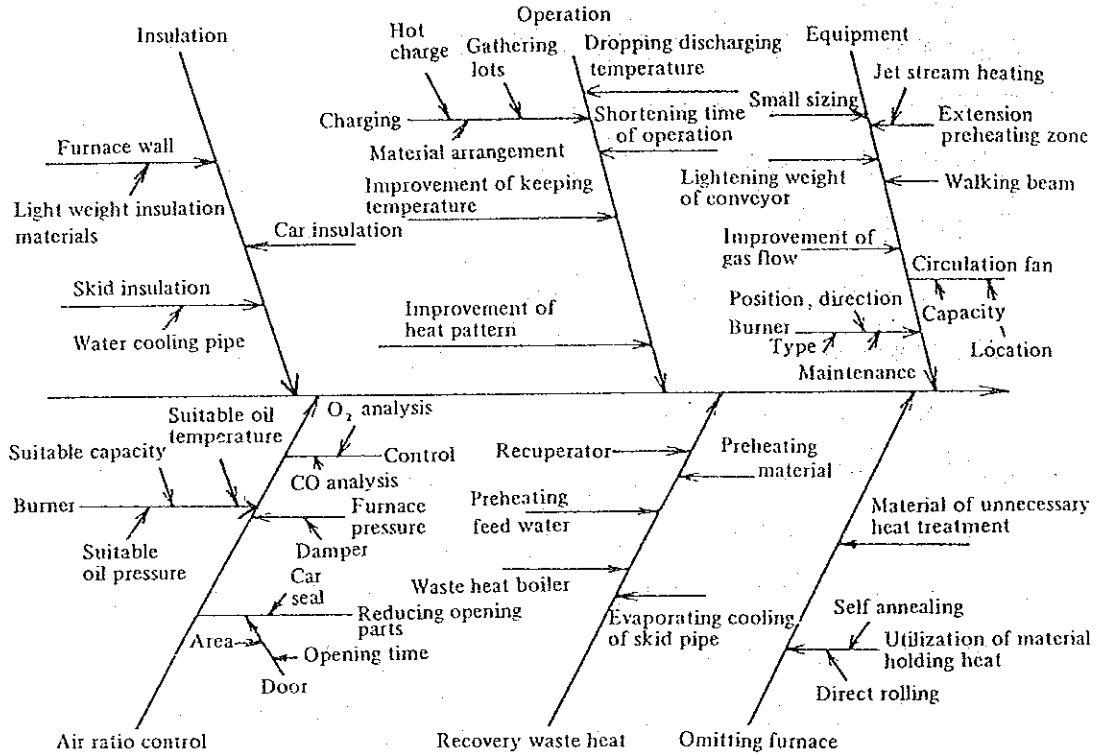 Operation
Insulation
Hot
charge
Gathering
lots
Dropping discharging
temperature
Equipment
Jet stream heating
Small sizing
Extension
preheating zone
Charging
Shortening time
of operation
Material arrangement
Furnace wall
Improvement of keeping
temperature
Lightening weight
of conveyor
Walking beam
Light weight insulation
materials
Car insulation
Improvement of
gas flow
Circulation fan
Skid insulation
Improvement of
heat pattern
Position, direction
Capacity
Burner
Type
Location
Water cooling pipe
Maintenance
Suitable oil
temperature
O₂ analysis
Suitable capacity
Control
CO analysis
Recuperator
Preheating
material
Burner
Furnace
pressure
Preheating
feed water
Material of unnecessary
heat treatment
Suitable
oil pressure
Damper
Car
seal
Waste heat boiler
Reducing opening
parts
Evaporating cooling
of skid pipe
Self annealing
Area
Opening time
Utilization of material
holding heat
Door
Direct rolling
Air ratio control
Recovery waste heat
Omitting furnace